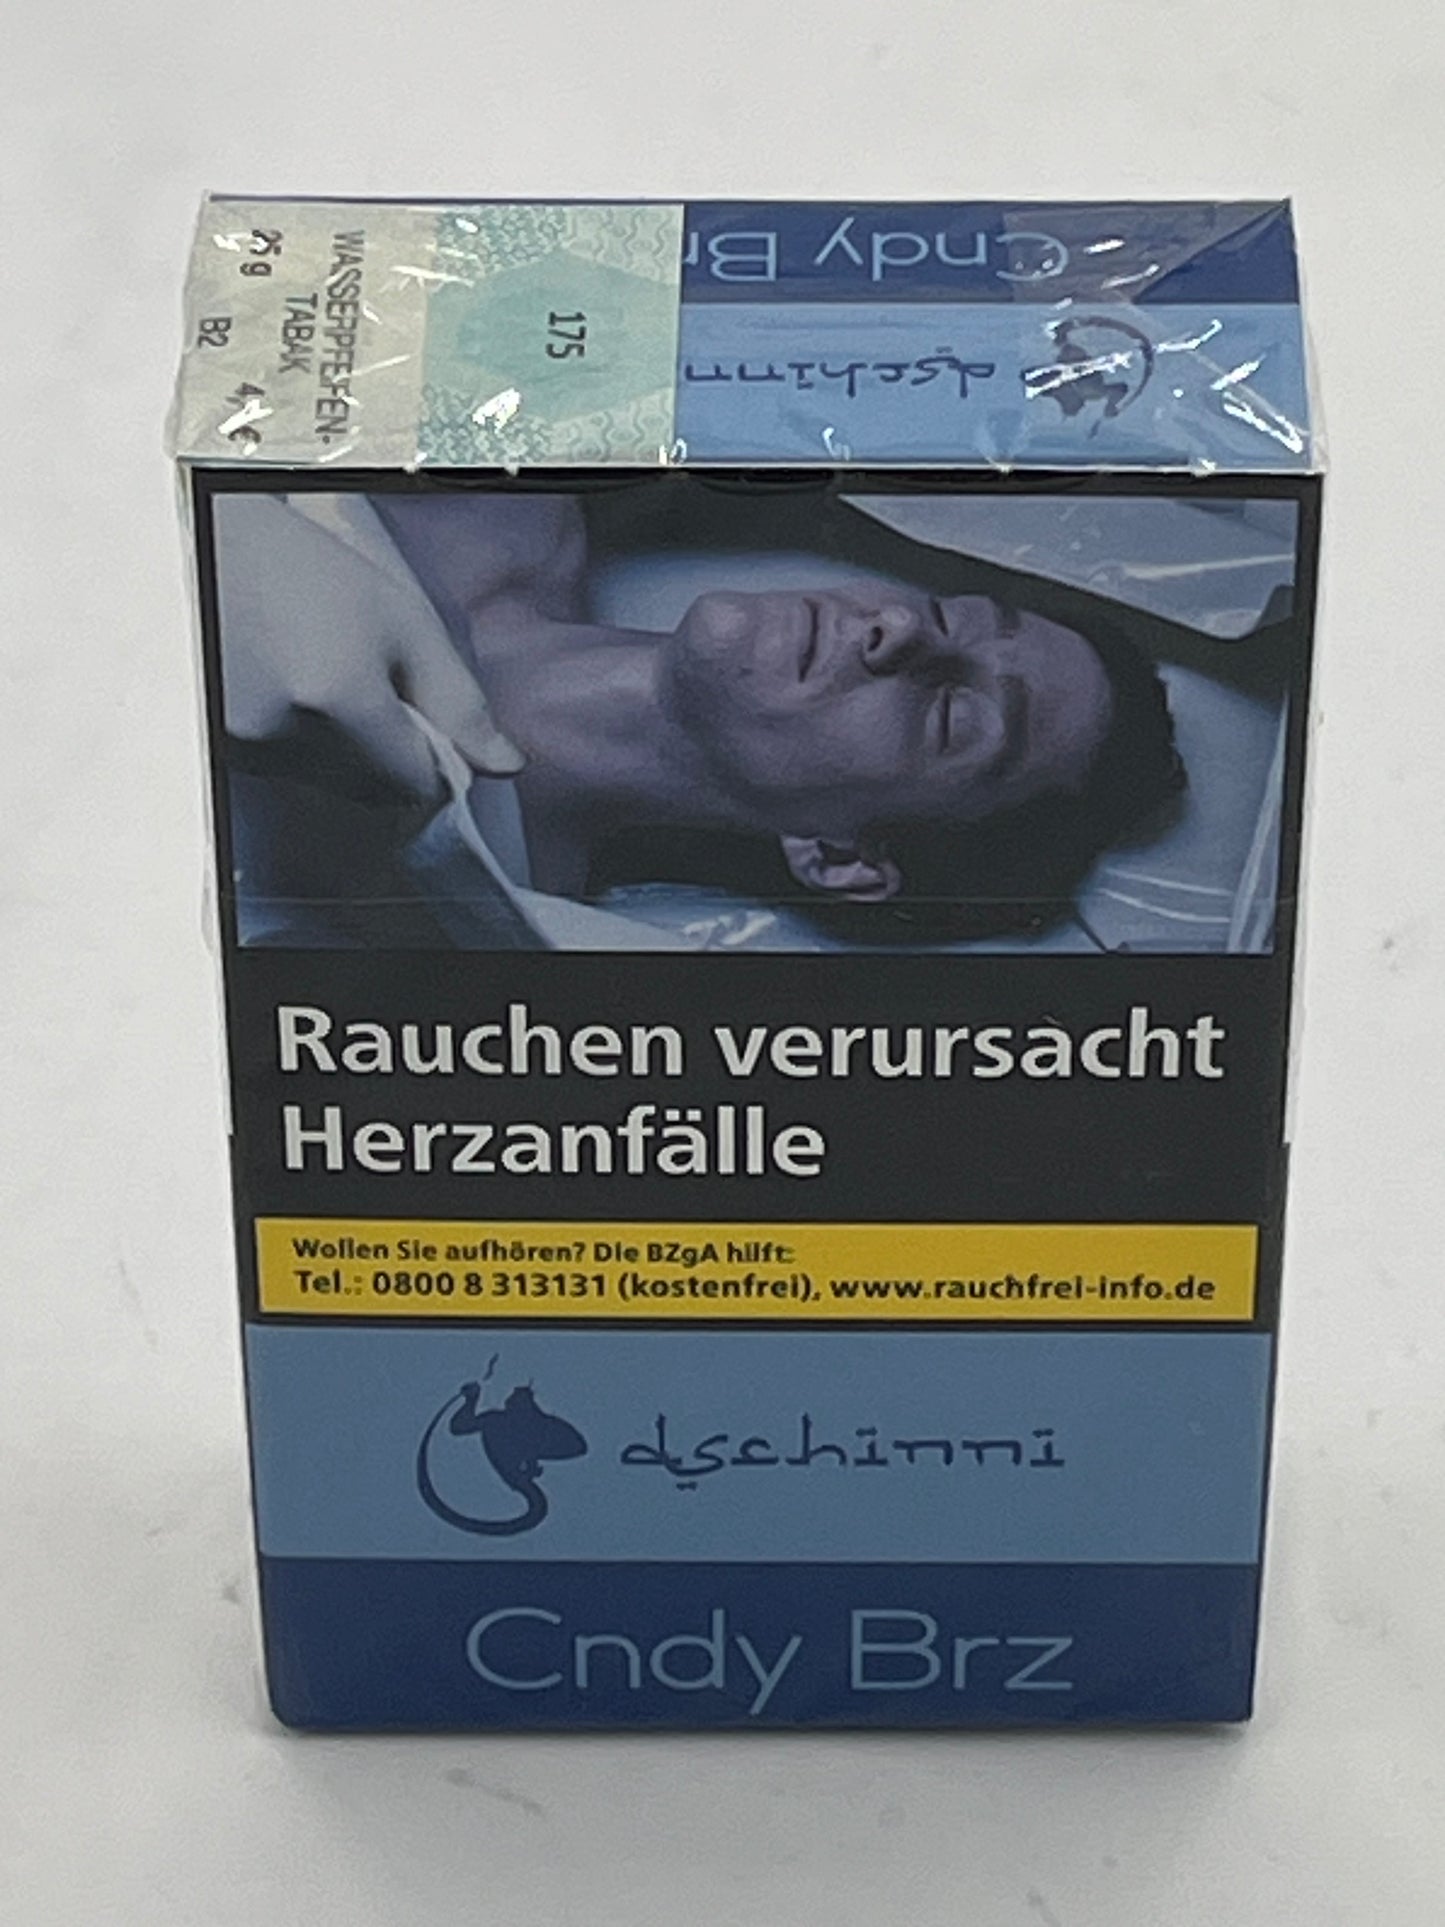 WASSERPFEIFEN-
TABAK
25 g B2
175
Cndy Br
dschinn
Rauchen verursacht
Herzanfälle
Wollen Sie aufhören? Die BZgA hilft:
Tel.: 0800 8 313131 (kostenfrei), www.rauchfrei-info.de
dschinni
Cndy Brz